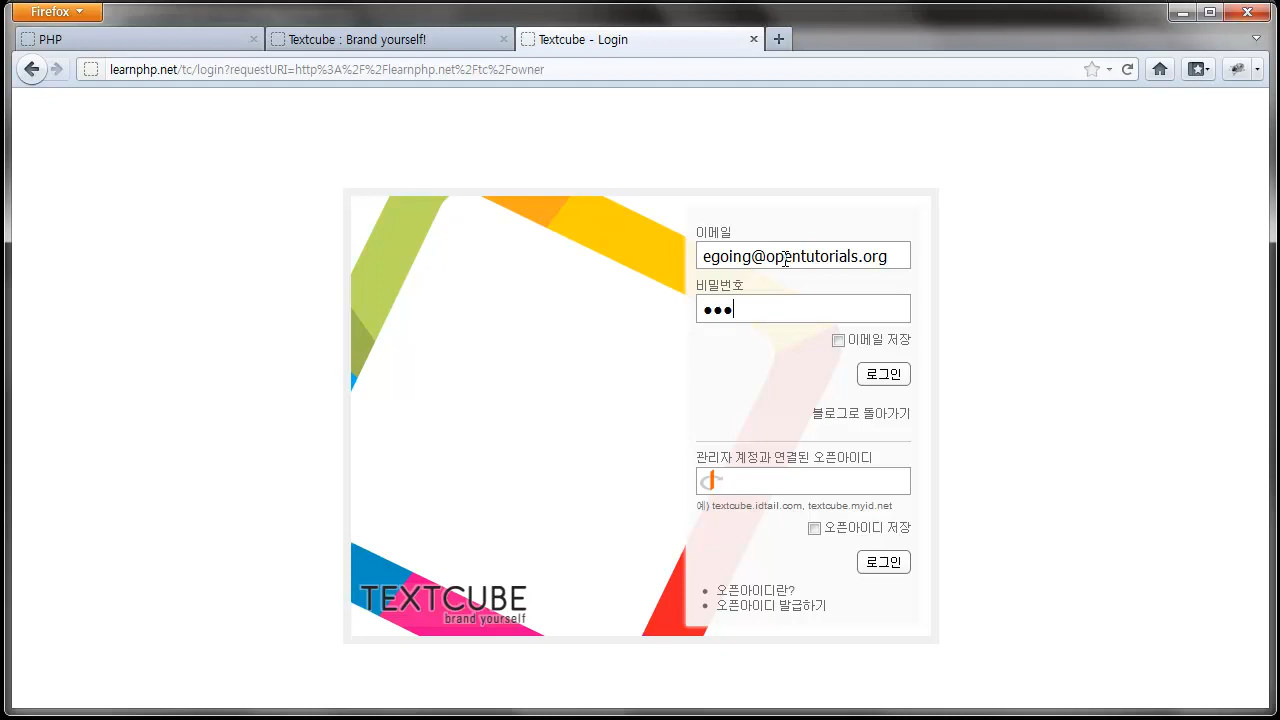 Firefox
PHP
Textcube : Brand yourself!
Textcube - Login
learnphp.net/tc/login?requestURI=http%3A%2F%2Flearnphp.net%2Ftc%2Fowner
이메일
egoing@opentutorials.org
비밀번호
이메일 저장
로그인
블로그로 돌아가기
관리자 계정과 연결된 오픈아이디
예) textcube.idtail.com, textcube.myid.net
오픈아이디 저장
로그인
오픈아이디란?
오픈아이디 발급하기
TEXTCUBE
brand yourself